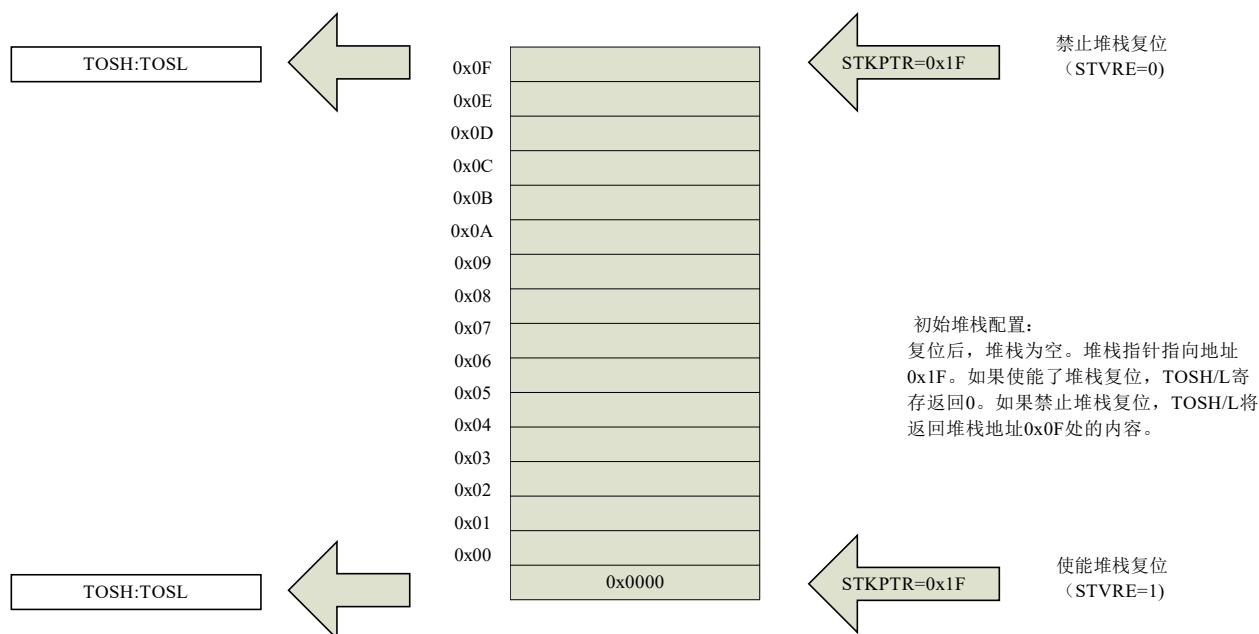 TOSH:TOSL
STKPTR=0x1F
禁止堆栈复位
（STVRE=0)
0x0F
0x0E
0x0D
0x0C
0x0B
0x0A
0x09
0x08
0x07
0x06
0x05
0x04
0x03
0x02
0x01
0x00
初始堆栈配置：
复位后，堆栈为空。堆栈指针指向地址
0x1F。如果使能了堆栈复位，TOSH/L寄
存返回0。如果禁止堆栈复位，TOSH/L将
返回堆栈地址0x0F处的内容。
TOSH:TOSL
0x0000
STKPTR=0x1F
使能堆栈复位
（STVRE=1)